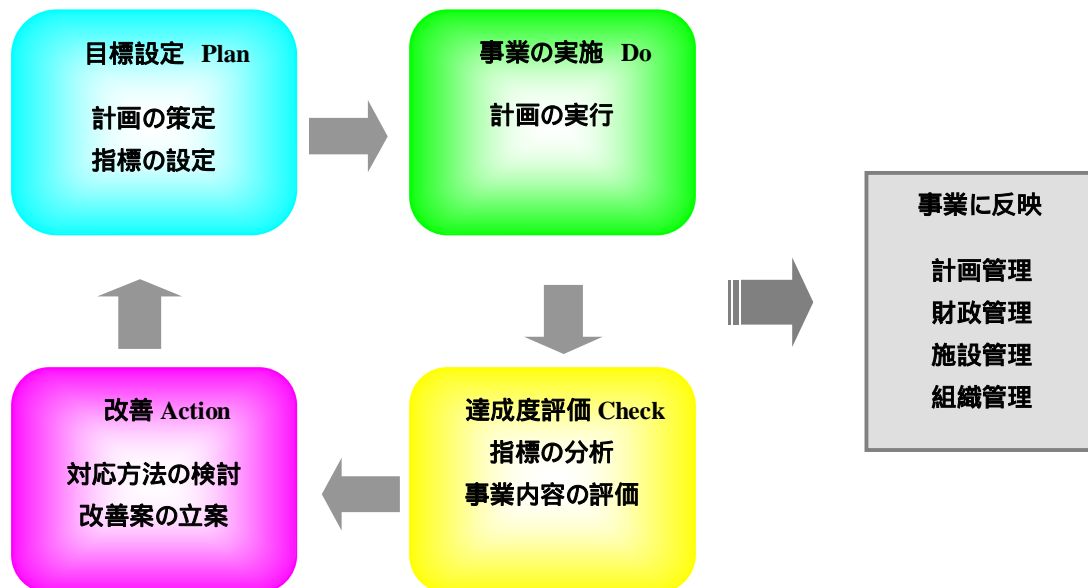 目標設定 Plan
計画の策定
指標の設定
事業の実施 Do
計画の実行
事業に反映
計画管理
財政管理
施設管理
組織管理
改善 Action
対応方法の検討
改善案の立案
達成度評価 Check
指標の分析
事業内容の評価